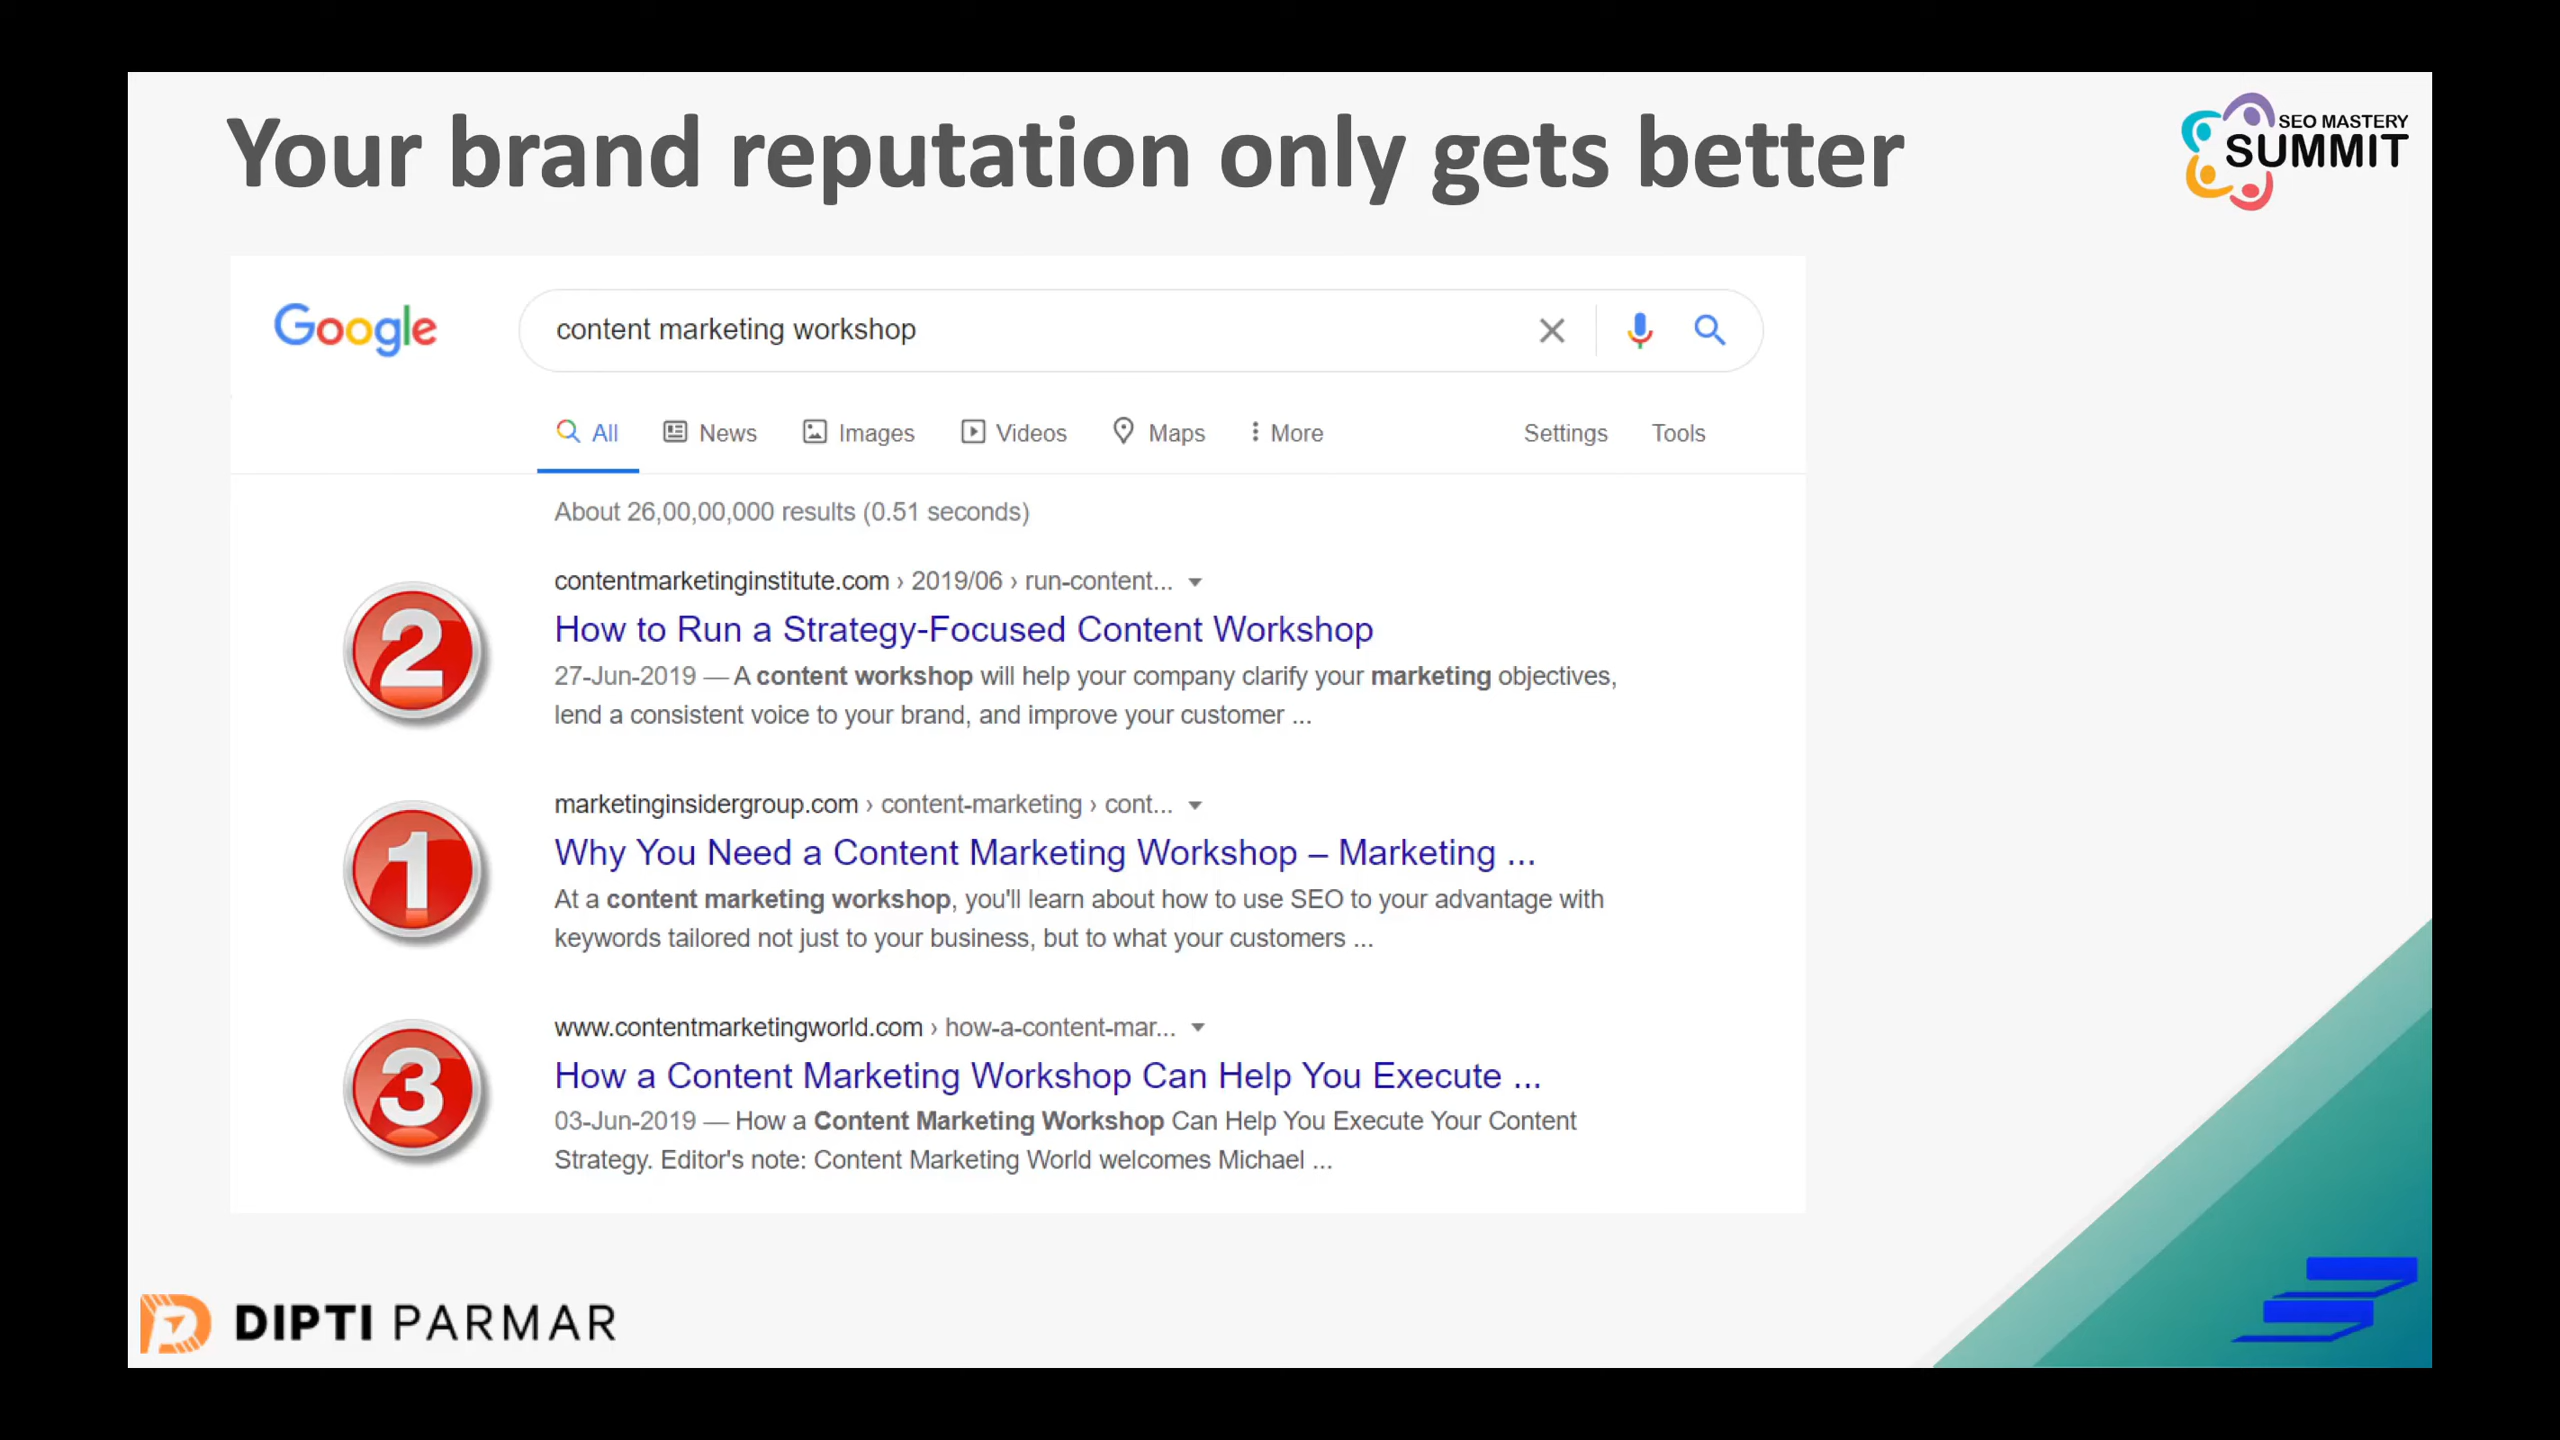 Your brand reputation only gets better
SEO MASTERY
SUMMIT
Google
content marketing workshop
All News Images Videos Maps More Settings Tools
About 26,00,00,000 results (0.51 seconds)
2
contentmarketinginstitute.com › 2019/06 › run-content...
How to Run a Strategy-Focused Content Workshop
27-Jun-2019 — A content workshop will help your company clarify your marketing objectives,
lend a consistent voice to your brand, and improve your customer ...
1
marketinginsidergroup.com › content-marketing › cont...
Why You Need a Content Marketing Workshop – Marketing ...
At a content marketing workshop, you'll learn about how to use SEO to your advantage with
keywords tailored not just to your business, but to what your customers ...
3
www.contentmarketingworld.com › how-a-content-mar...
How a Content Marketing Workshop Can Help You Execute ...
03-Jun-2019 — How a Content Marketing Workshop Can Help You Execute Your Content
Strategy. Editor's note: Content Marketing World welcomes Michael ...
DIPTI PARMAR